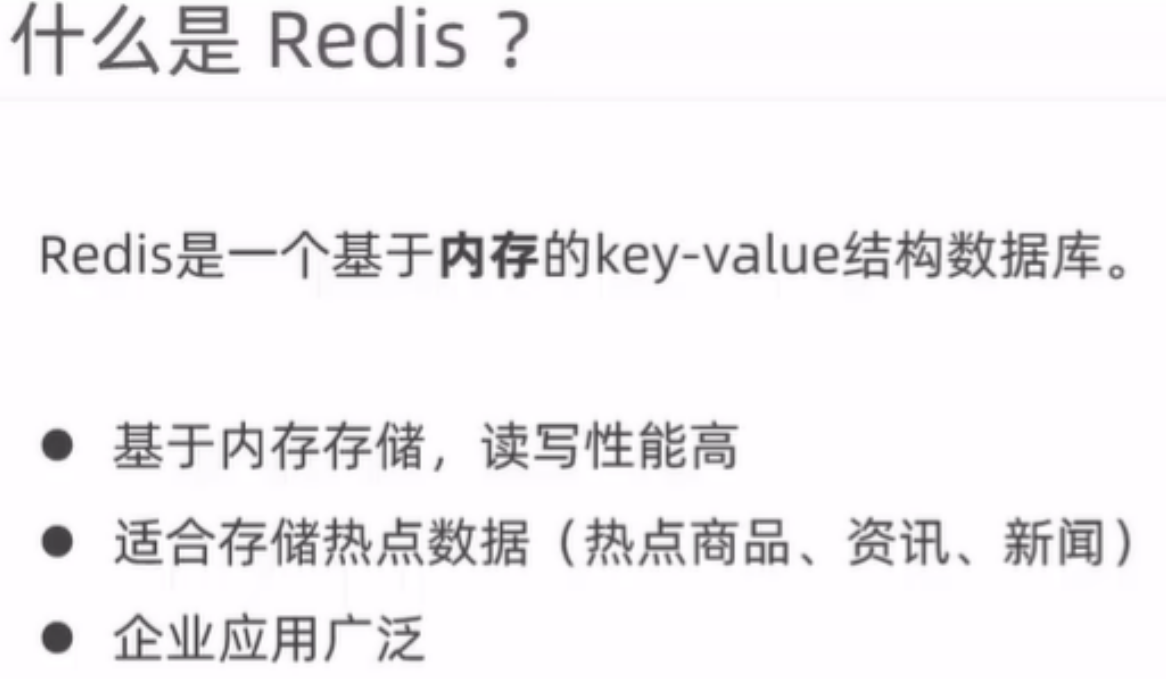 什么是 Redis ？
Redis是一个基于内存的key-value结构数据库。
● 基于内存存储，读写性能高
● 适合存储热点数据（热点商品、资讯、新闻）
● 企业应用广泛